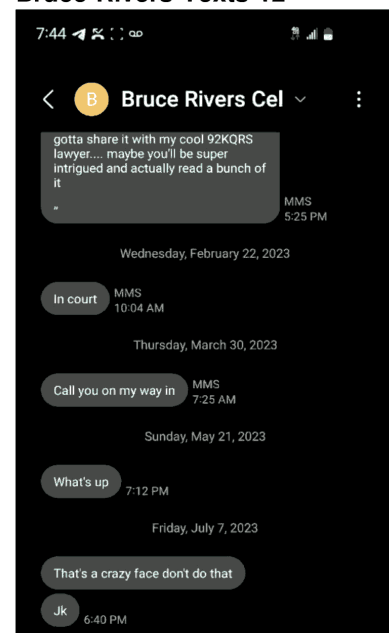 7:44
B Bruce Rivers Cel
gotta share it with my cool 92KQRS
lawyer.... maybe you'll be super
intrigued and actually read a bunch of
it
"
MMS
5:25 PM
Wednesday, February 22, 2023
In court
MMS
10:04 AM
Thursday, March 30, 2023
Call you on my way in
MMS
7:25 AM
Sunday, May 21, 2023
What's up
7:12 PM
Friday, July 7, 2023
That's a crazy face don't do that
Jk
6:40 PM